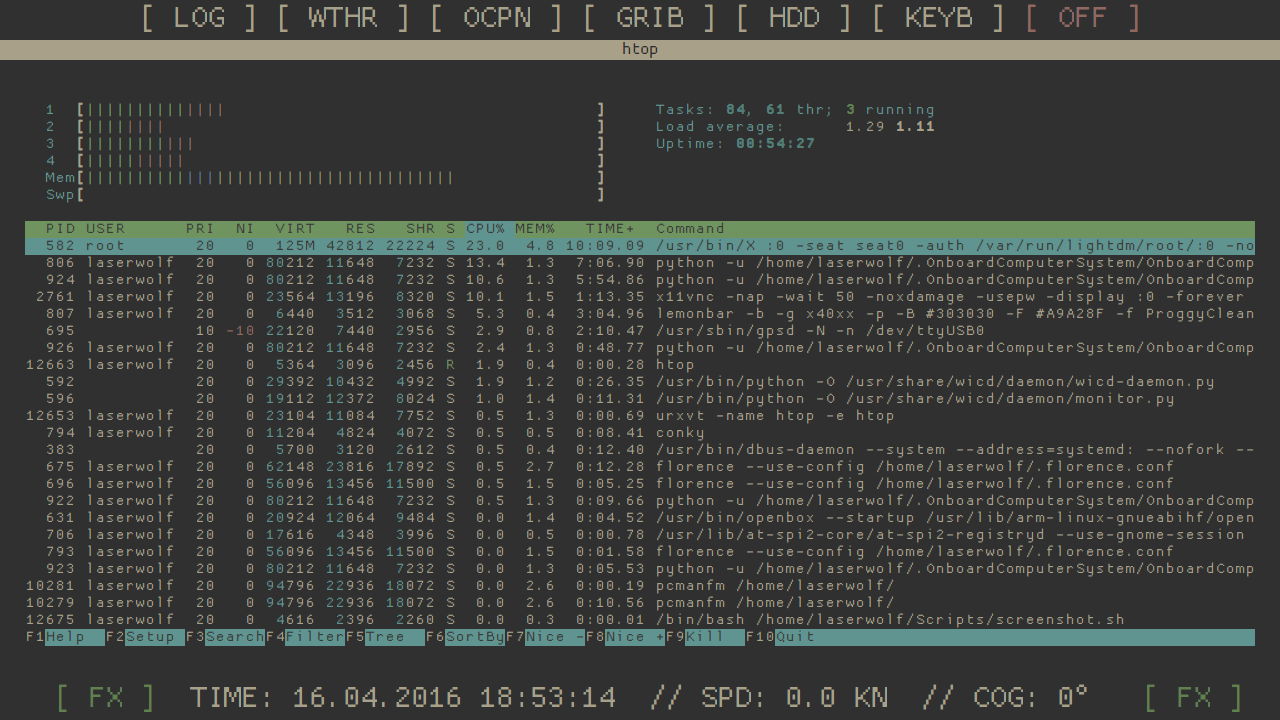 [ LOG ] [ WTHR ] [ OCPN ] [ GRIB ] [ HDD ] [ KEYB ] [ OFF ]
htop
1 [||||||||||||||] Tasks: 84, 61 thr; 3 running
2 [||||||||] Load average: 1.29 1.11
3 [|||||||||||] Uptime: 00:54:27
4 [||||||||||]
Mem[|||||||||||||||||||||||||||||||||||||]
Swp[ ]
PID USER PRI NI VIRT RES SHR S CPU% MEM% TIME+ Command
582 root 20 0 125M 42812 22224 S 23.0 4.8 10:09.09 /usr/bin/X :0 -seat seat0 -auth /var/run/lightdm/root/:0 -no
806 laserwolf 20 0 80212 11648 7232 S 13.4 1.3 7:06.90 python -u /home/laserwolf/.OnboardComputerSystem/OnboardComp
924 laserwolf 20 0 80212 11648 7232 S 10.6 1.3 5:54.86 python -u /home/laserwolf/.OnboardComputerSystem/OnboardComp
2761 laserwolf 20 0 23564 13196 8320 S 10.1 1.5 1:13.35 x11vnc -nap -wait 50 -noxdamage -usepw -display :0 -forever
807 laserwolf 20 0 6440 3512 3068 S 5.3 0.4 3:04.96 lemonbar -b -g x40xx -p -B #303030 -F #A9A28F -f ProggyClean
695 10 -10 22120 7440 2956 S 2.9 0.8 2:10.47 /usr/sbin/gpsd -N -n /dev/ttyUSB0
926 laserwolf 20 0 80212 11648 7232 S 2.4 1.3 0:48.77 python -u /home/laserwolf/.OnboardComputerSystem/OnboardComp
12663 laserwolf 20 0 5364 3096 2456 R 1.9 0.4 0:00.28 htop
592 20 0 29392 10432 4992 S 1.9 1.2 0:26.35 /usr/bin/python -O /usr/share/wicd/daemon/wicd-daemon.py
596 20 0 19112 12372 8024 S 1.0 1.4 0:11.31 /usr/bin/python -O /usr/share/wicd/daemon/monitor.py
12653 laserwolf 20 0 23104 11084 7752 S 0.5 1.3 0:00.69 urxvt -name htop -e htop
794 laserwolf 20 0 11204 4824 4072 S 0.5 0.5 0:08.41 conky
383 20 0 5700 3120 2612 S 0.5 0.4 0:12.40 /usr/bin/dbus-daemon --system --address=systemd: --nofork --
675 laserwolf 20 0 62148 23816 17892 S 0.5 2.7 0:12.28 florence --use-config /home/laserwolf/.florence.conf
696 laserwolf 20 0 56096 13456 11500 S 0.5 1.5 0:05.25 florence --use-config /home/laserwolf/.florence.conf
922 laserwolf 20 0 80212 11648 7232 S 0.5 1.3 0:09.66 python -u /home/laserwolf/.OnboardComputerSystem/OnboardComp
631 laserwolf 20 0 20924 12064 9484 S 0.0 1.4 0:04.52 /usr/bin/openbox --startup /usr/lib/arm-linux-gnueabihf/open
706 laserwolf 20 0 17616 4348 3996 S 0.0 0.5 0:00.78 /usr/lib/at-spi2-core/at-spi2-registryd --use-gnome-session
793 laserwolf 20 0 56096 13456 11500 S 0.0 1.5 0:01.58 florence --use-config /home/laserwolf/.florence.conf
923 laserwolf 20 0 80212 11648 7232 S 0.0 1.3 0:05.53 python -u /home/laserwolf/.OnboardComputerSystem/OnboardComp
10281 laserwolf 20 0 94796 22936 18072 S 0.0 2.6 0:00.19 pcmanfm /home/laserwolf/
10279 laserwolf 20 0 94796 22936 18072 S 0.0 2.6 0:10.56 pcmanfm /home/laserwolf/
12675 laserwolf 20 0 4616 2396 2260 S 0.0 0.3 0:00.01 /bin/bash /home/laserwolf/Scripts/screenshot.sh
F1Help F2Setup F3SearchF4FilterF5Tree F6SortByF7Nice -F8Nice +F9Kill F10Quit
[ FX ] TIME: 16.04.2016 18:53:14 // SPD: 0.0 KN // COG: 0° [ FX ]